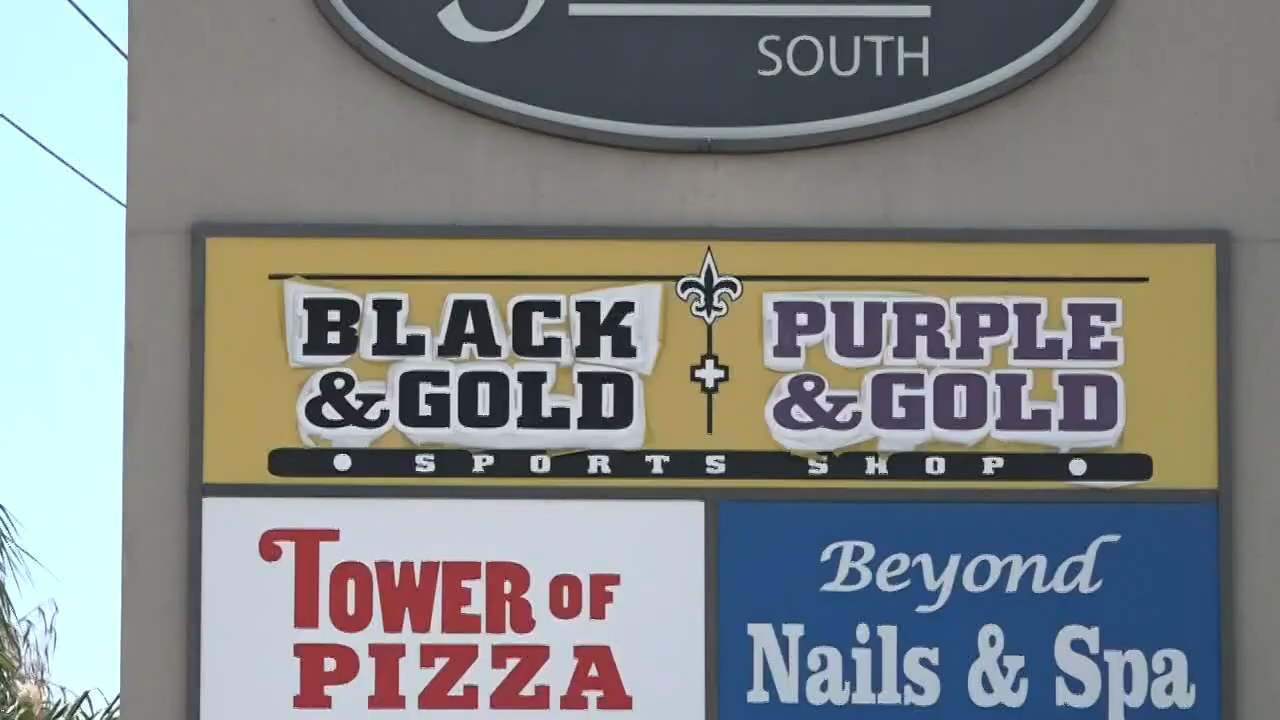 SOUTH
BLACK
& GOLD
PURPLE
& GOLD
SPORTS SHOP
TOWER OF
PIZZA
Beyond
Nails & Spa